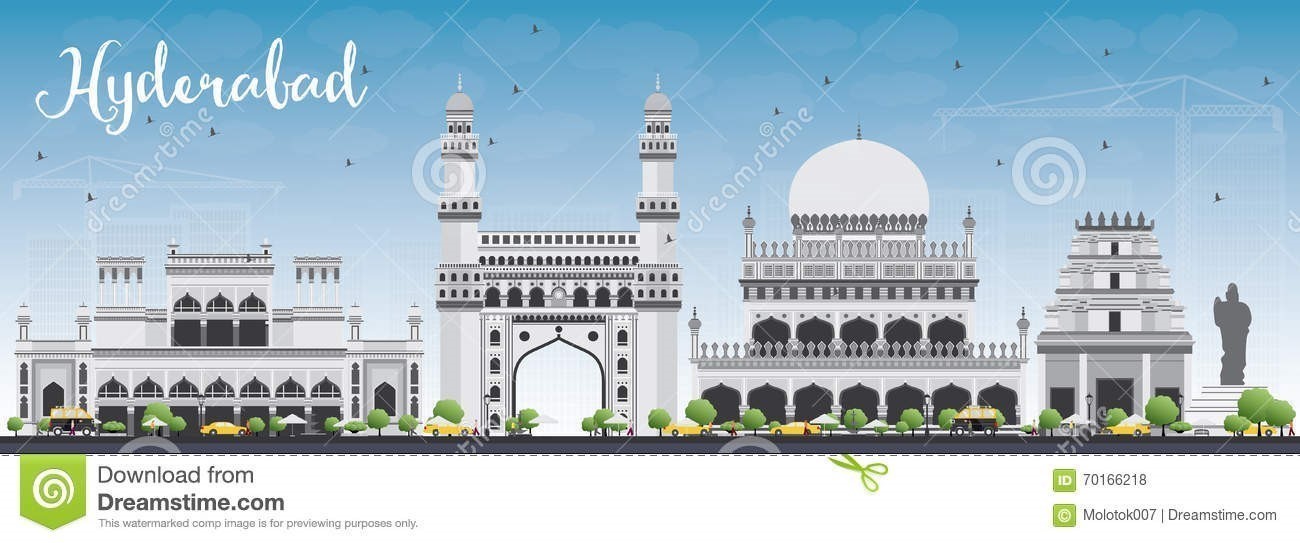 Hyderabad
dreamstime
dreamstime
dreamstime
Download from
Dreamstime.com
This watermarked comp image is for previewing purposes only.
ID 70166218
© Molotok007 | Dreamstime.com